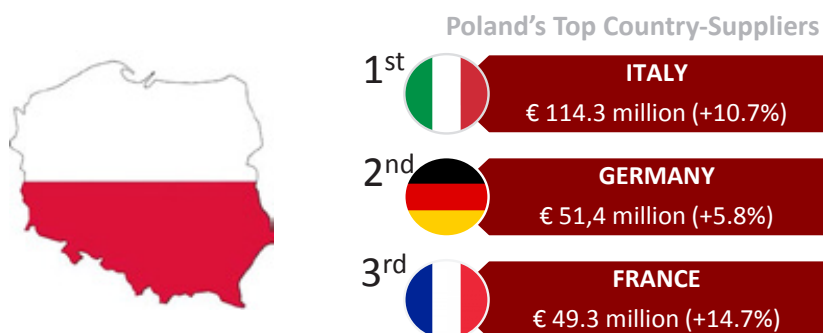 Poland's Top Country-Suppliers
1st
ITALY
€ 114.3 million (+10.7%)
2nd
GERMANY
€ 51,4 million (+5.8%)
3rd
FRANCE
€ 49.3 million (+14.7%)